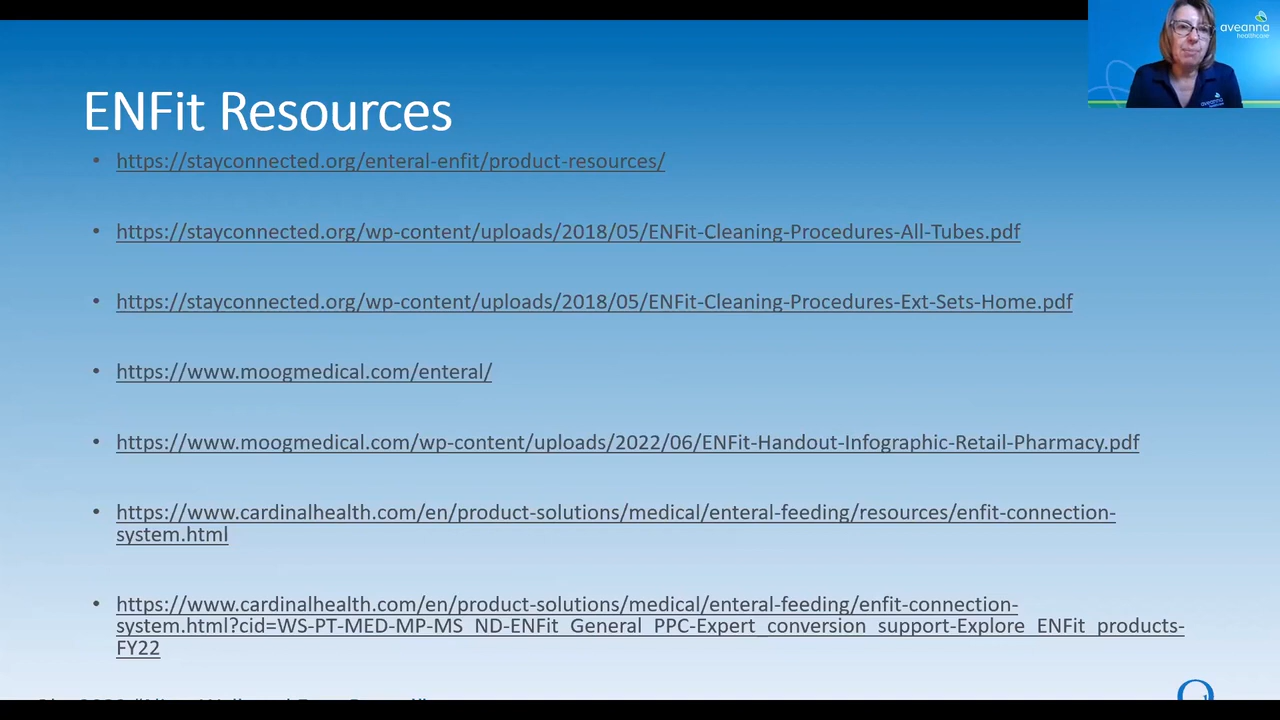 aveanna
healthcare
aveanna
ENFit Resources
• https://stayconnected.org/enteral-enfit/product-resources/
• https://stayconnected.org/wp-content/uploads/2018/05/ENFit-Cleaning-Procedures-All-Tubes.pdf
• https://stayconnected.org/wp-content/uploads/2018/05/ENFit-Cleaning-Procedures-Ext-Sets-Home.pdf
• https://www.moogmedical.com/enteral/
• https://www.moogmedical.com/wp-content/uploads/2022/06/ENFit-Handout-Infographic-Retail-Pharmacy.pdf
• https://www.cardinalhealth.com/en/product-solutions/medical/enteral-feeding/resources/enfit-connection-
system.html
• https://www.cardinalhealth.com/en/product-solutions/medical/enteral-feeding/enfit-connection-
system.html?cid=WS-PT-MED-MP-MS_ND-ENFit_General_PPC-Expert_conversion_support-Explore_ENFit_products-
FY22